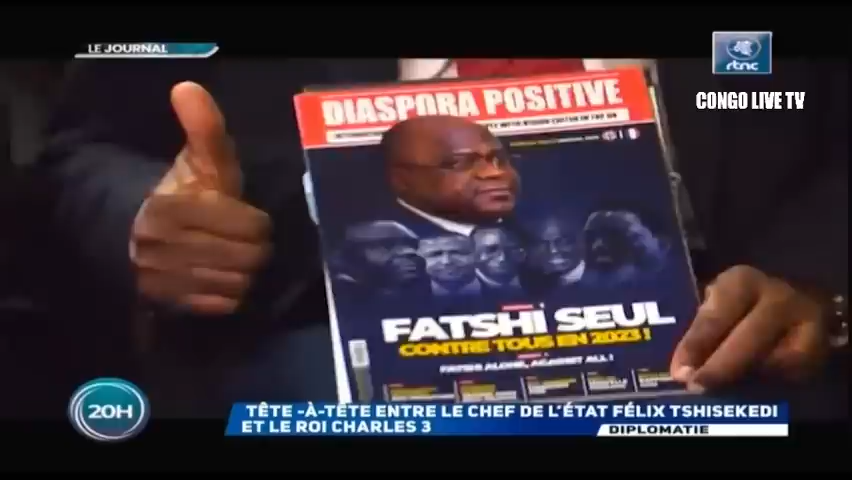 LE JOURNAL
rtnc
CONGO LIVE TV
DIASPORA POSITIVE
FATSHI SEUL
CONTRE TOUS EN 2023 !
FATSHI ALONE, AGAINST ALL !
20H
TÊTE -À-TÊTE ENTRE LE CHEF DE L'ÉTAT FÉLIX TSHISEKEDI
ET LE ROI CHARLES 3
DIPLOMATIE